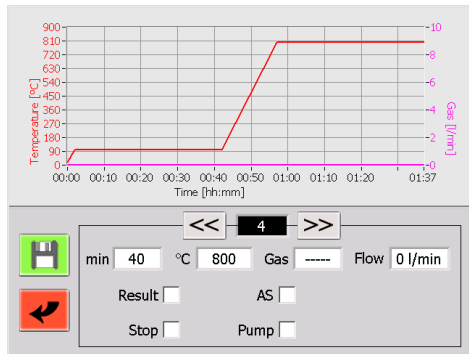 900
810
720
630
540
450
360
270
180
90
0
Temperature [ºC]
10
8
6
4
2
0
Gas [l/min]
00:00 00:10 00:20 00:30 00:40 00:50 01:00 01:10 01:20 01:37
Time [hh:mm]
<< 4 >>
min 40 ºC 800 Gas ----- Flow 0 l/min
Result AS
Stop Pump